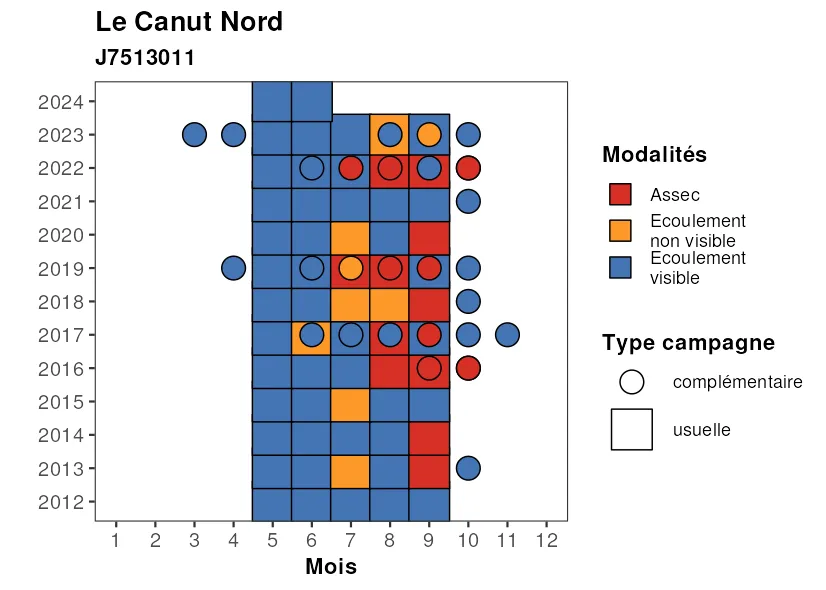 Le Canut Nord
J7513011
2024
2023
2022
2021
2020
2019
2018
2017
2016
2015
2014
2013
2012
1 2 3 4 5 6 7 8 9 10 11 12
Mois
Modalités
Assec
Ecoulement
non visible
Ecoulement
visible
Type campagne
complémentaire
usuelle